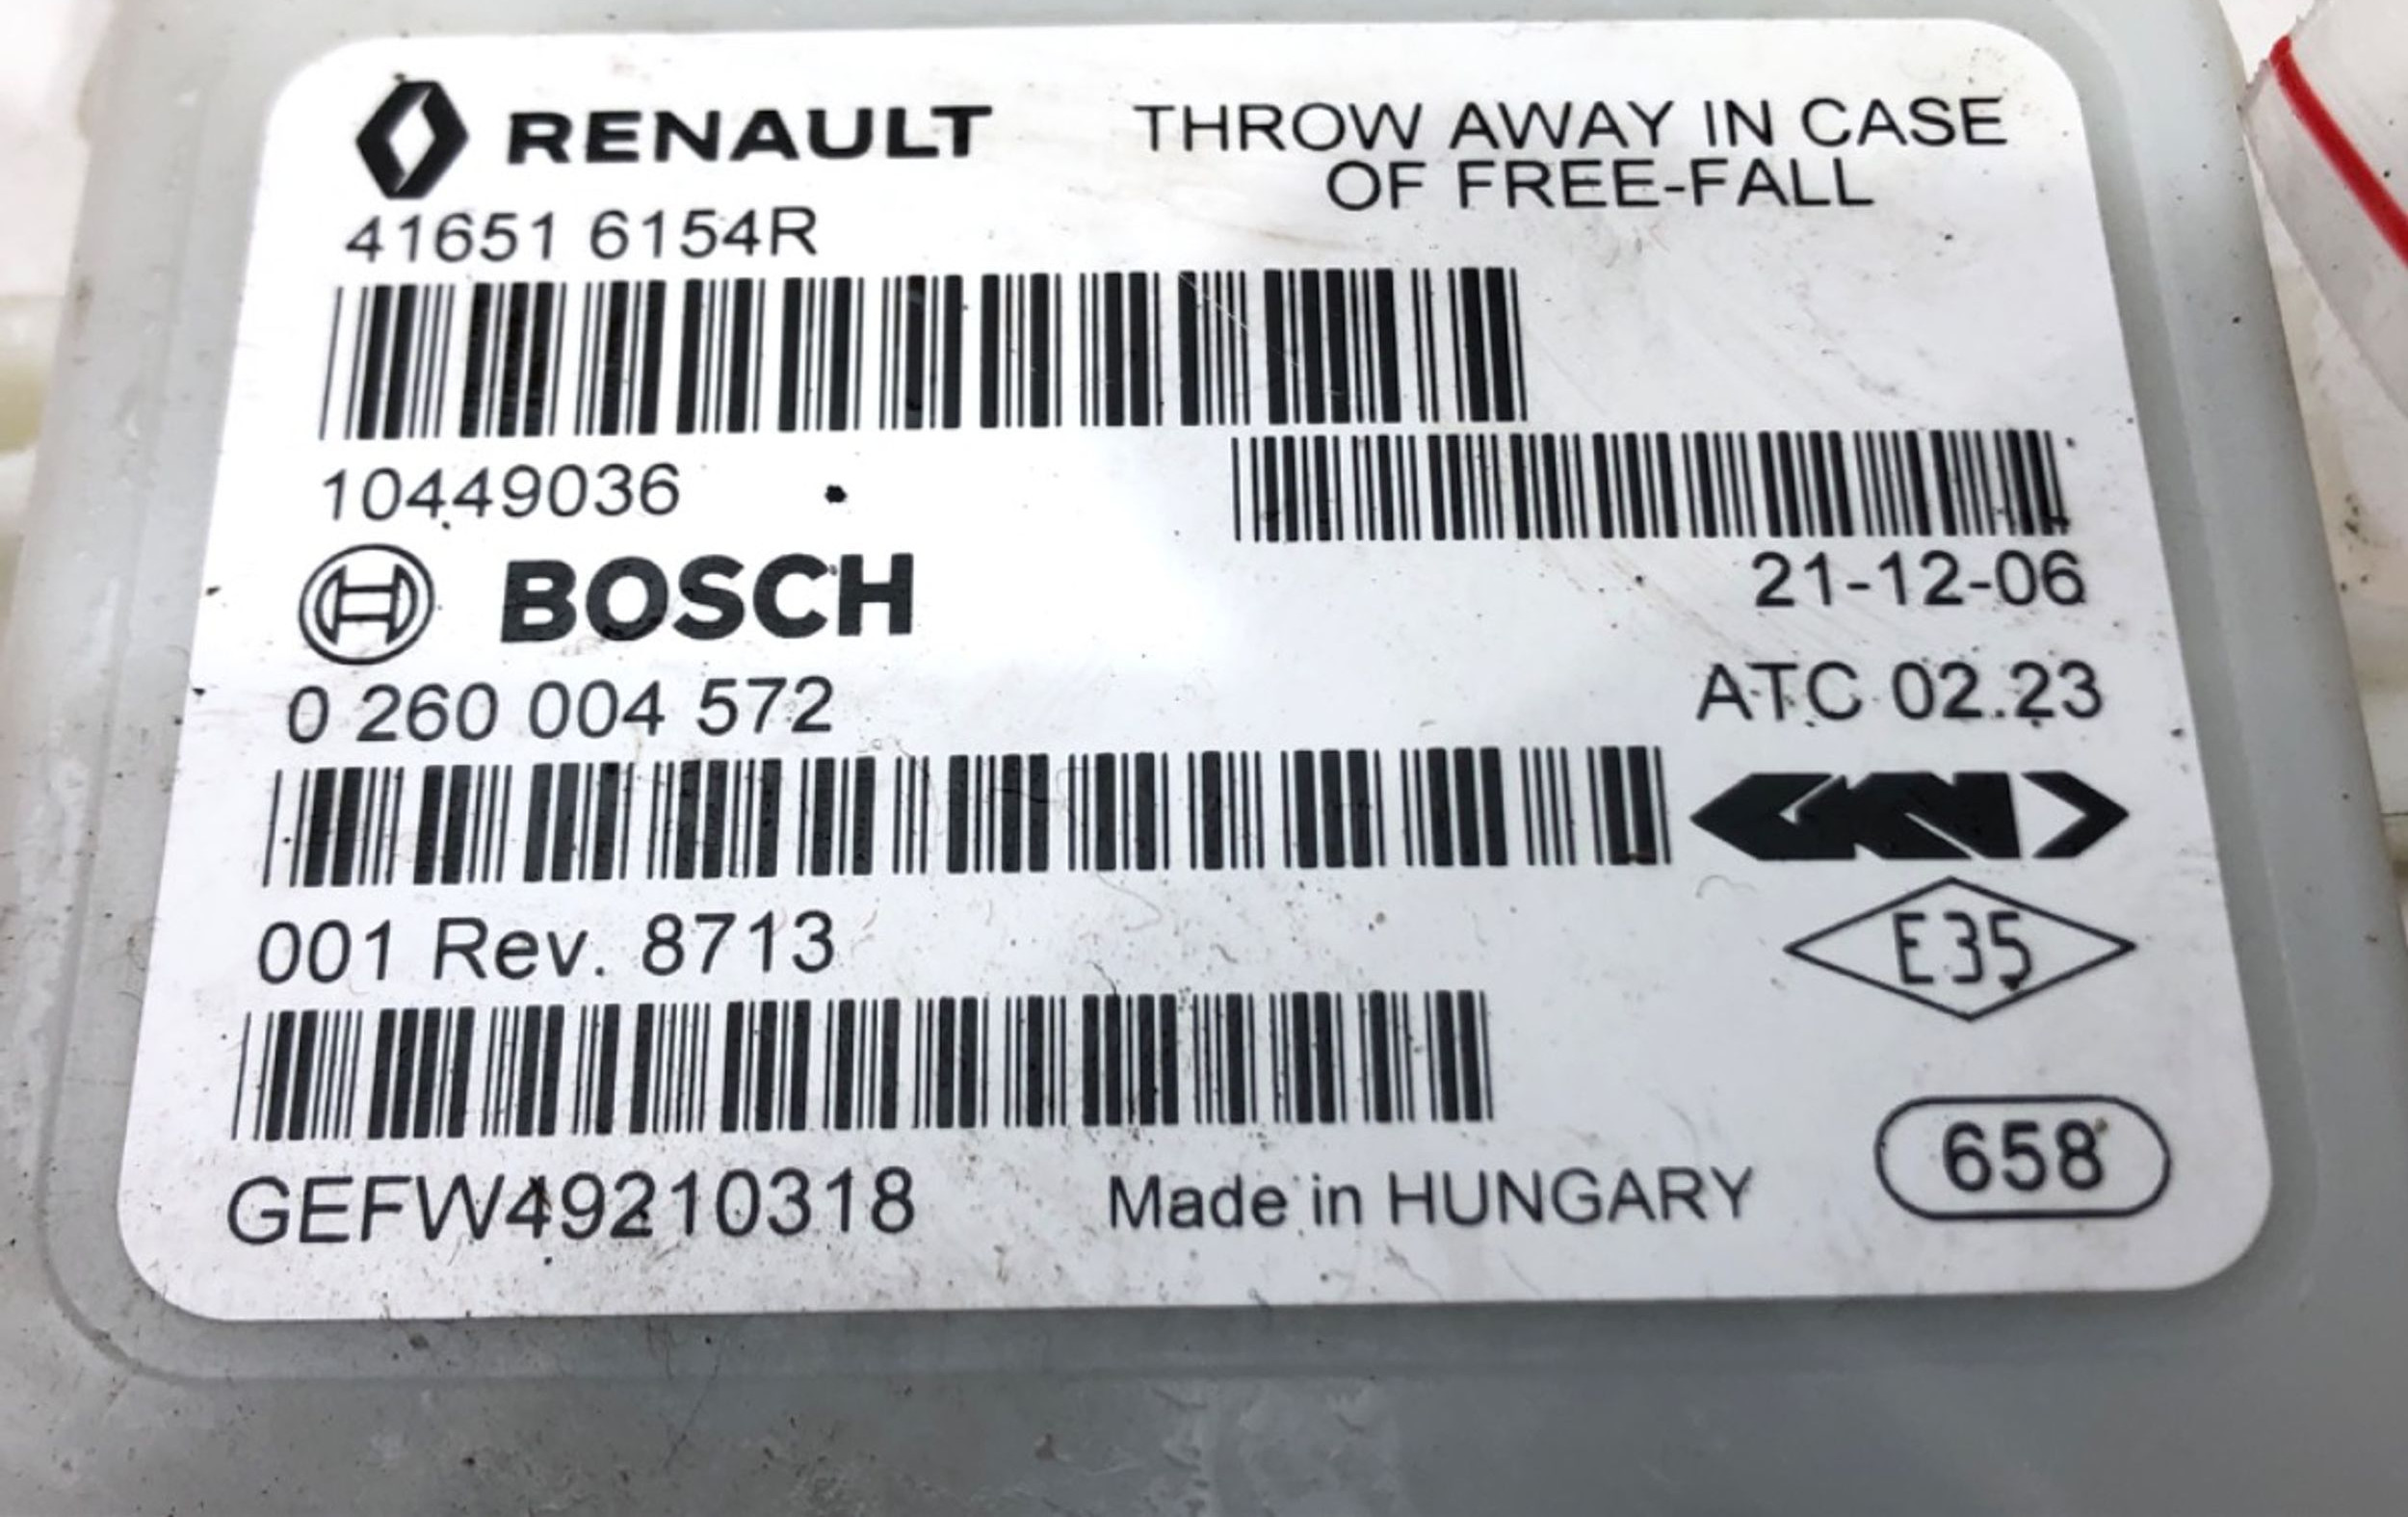 RENAULT
THROW AWAY IN CASE
OF FREE-FALL
41651 6154R
10449036
21-12-06
BOSCH
0 260 004 572
ATC 02.23
GKN
001 Rev. 8713
E35
GEFW49210318
Made in HUNGARY
658